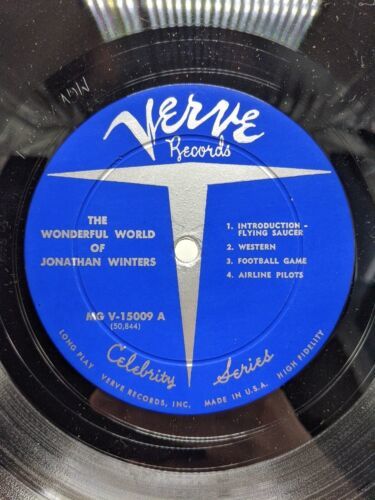 Verve
Records
THE
WONDERFUL WORLD
OF
JONATHAN WINTERS
1. INTRODUCTION -
FLYING SAUCER
2. WESTERN
3. FOOTBALL GAME
4. AIRLINE PILOTS
MG V-15009 A
(50,844)
Celebrity Series
LONG PLAY VERVE RECORDS, INC. MADE IN U.S.A. HIGH FIDELITY